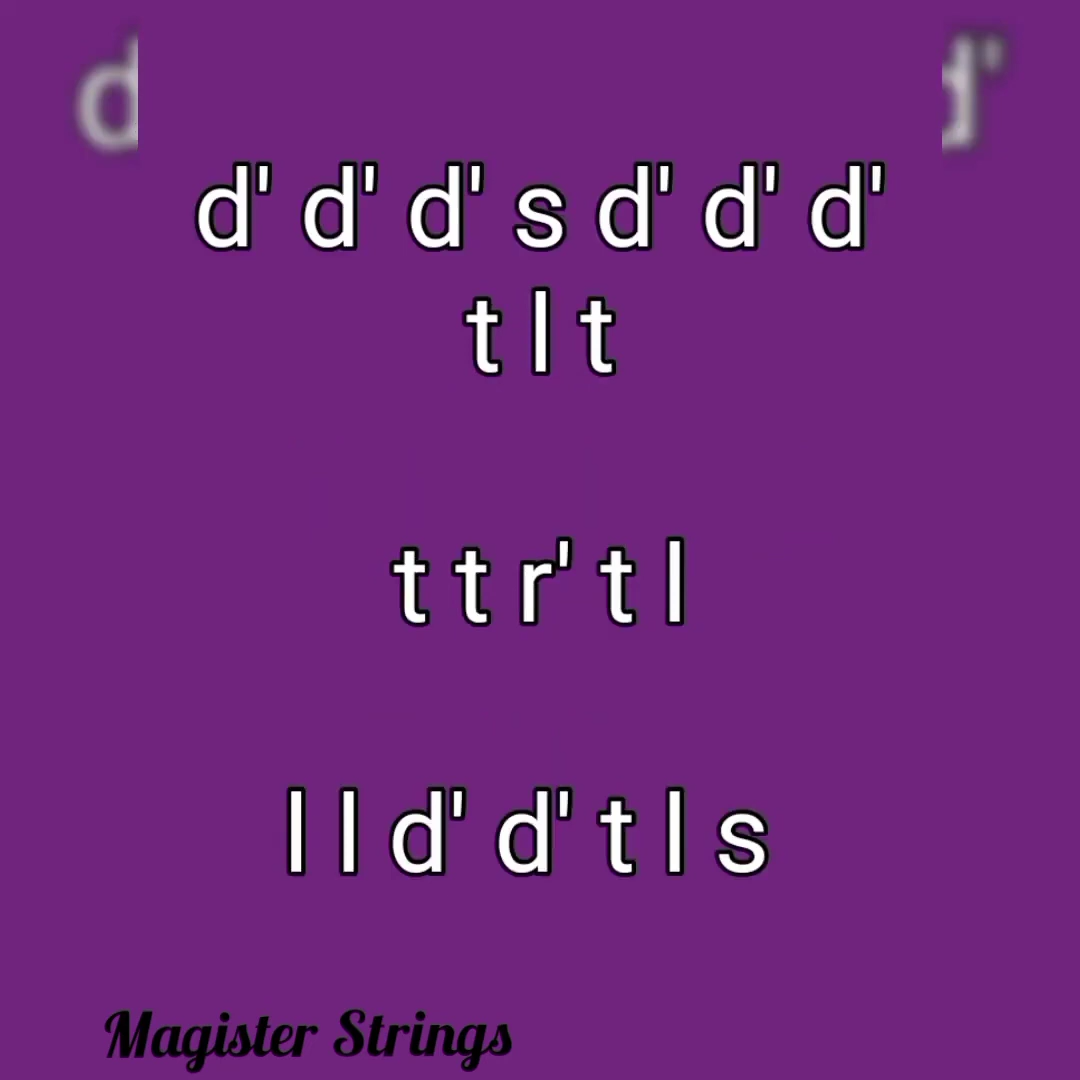 d' d' d' s d' d' d'
t l t
t t r' t l
l l d' d' t l s
Magister Strings